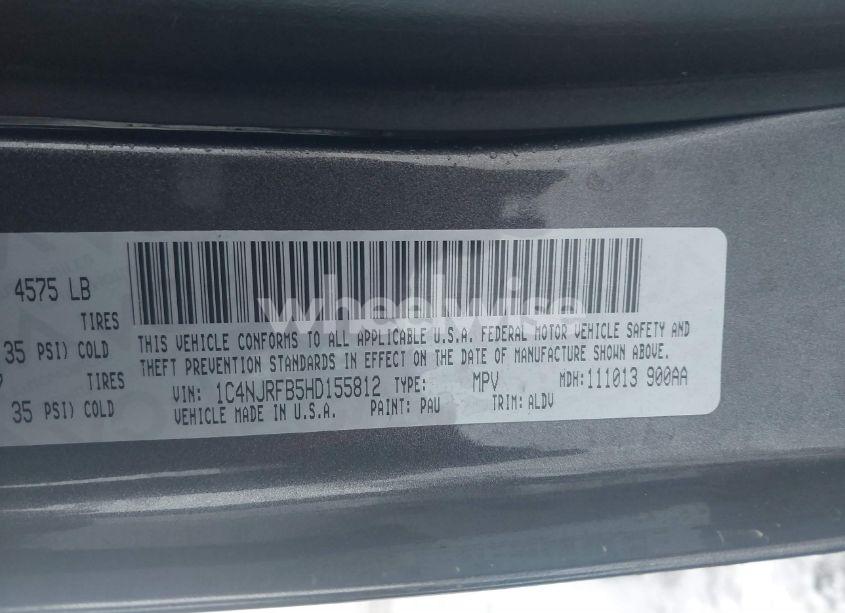 4575 LB
TIRES
35 PSI) COLD
TIRES
35 PSI) COLD
wheelwise
THIS VEHICLE CONFORMS TO ALL APPLICABLE U.S.A. FEDERAL MOTOR VEHICLE SAFETY AND
THEFT PREVENTION STANDARDS IN EFFECT ON THE DATE OF MANUFACTURE SHOWN ABOVE.
VIN: 1C4NJRFB5HD155812 TYPE: MPV MDH:111013 900AA
VEHICLE MADE IN U.S.A. PAINT: PAU TRIM: ALDV